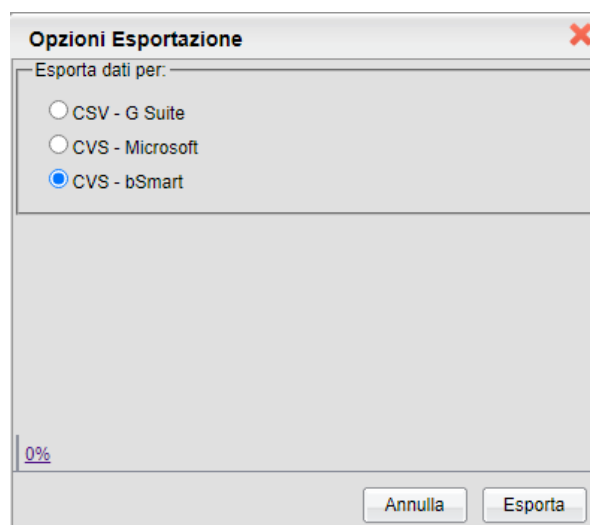 Opzioni Esportazione
Esporta dati per:
CSV - G Suite
CVS - Microsoft
CVS - bSmart
0%
Annulla
Esporta